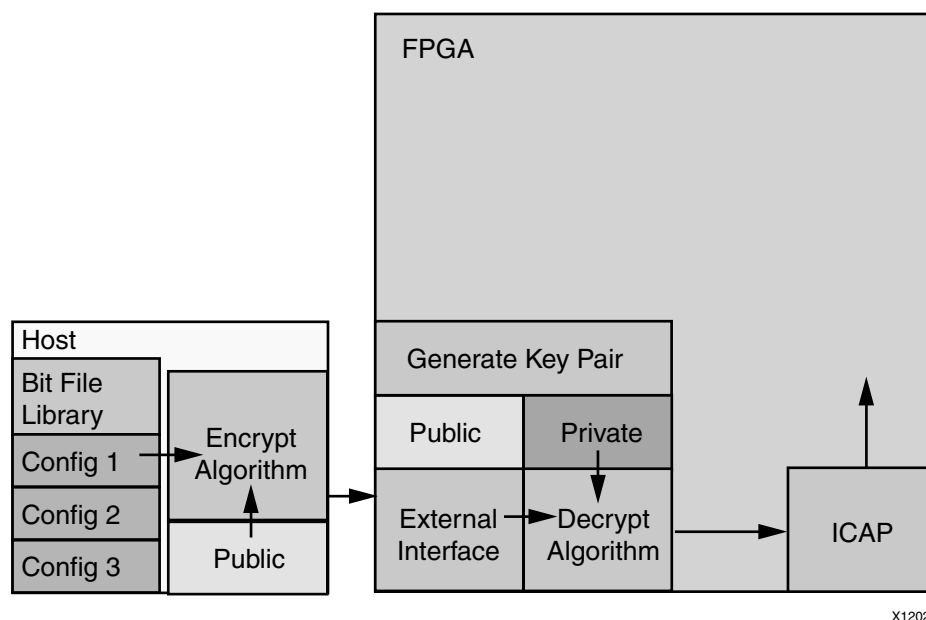 FPGA
Host
Bit File
Library
Config 1
Config 2
Config 3
Encrypt
Algorithm
Public
Generate Key Pair
Public
Private
External
Interface
Decrypt
Algorithm
ICAP